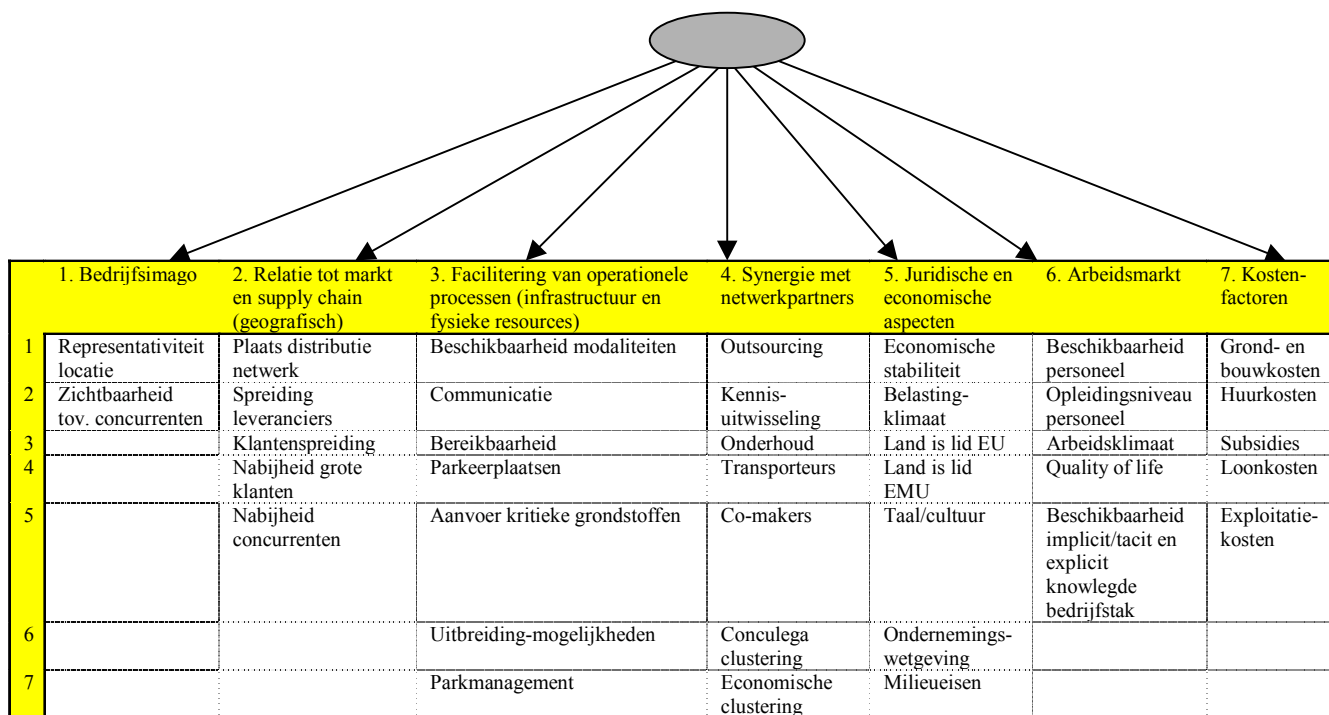 1. Bedrijfsimago
2. Relatie tot markt
en supply chain
(geografisch)
3. Facilitering van operationele
processen (infrastructuur en
fysieke resources)
4. Synergie met
netwerkpartners
5. Juridische en
economische
aspecten
6. Arbeidsmarkt
7. Kosten-
factoren
1
Representativiteit
locatie
Plaats distributie
netwerk
Beschikbaarheid modaliteiten
Outsourcing
Economische
stabiliteit
Beschikbaarheid
personeel
Grond- en
bouwkosten
2
Zichtbaarheid
tov. concurrenten
Spreiding
leveranciers
Communicatie
Kennis-
uitwisseling
Belasting-
klimaat
Opleidingsniveau
personeel
Huurkosten
3
Klantenspreiding
Bereikbaarheid
Onderhoud
Land is lid EU
Arbeidsklimaat
Subsidies
4
Nabijheid grote
klanten
Parkeerplaatsen
Transporteurs
Land is lid
EMU
Quality of life
Loonkosten
5
Nabijheid
concurrenten
Aanvoer kritieke grondstoffen
Co-makers
Taal/cultuur
Beschikbaarheid
implicit/tacit en
explicit
knowlegde
bedrijfstak
Exploitatie-
kosten
6
Uitbreiding-mogelijkheden
Conculega
clustering
Ondernemings-
wetgeving
7
Parkmanagement
Economische
clustering
Milieueisen